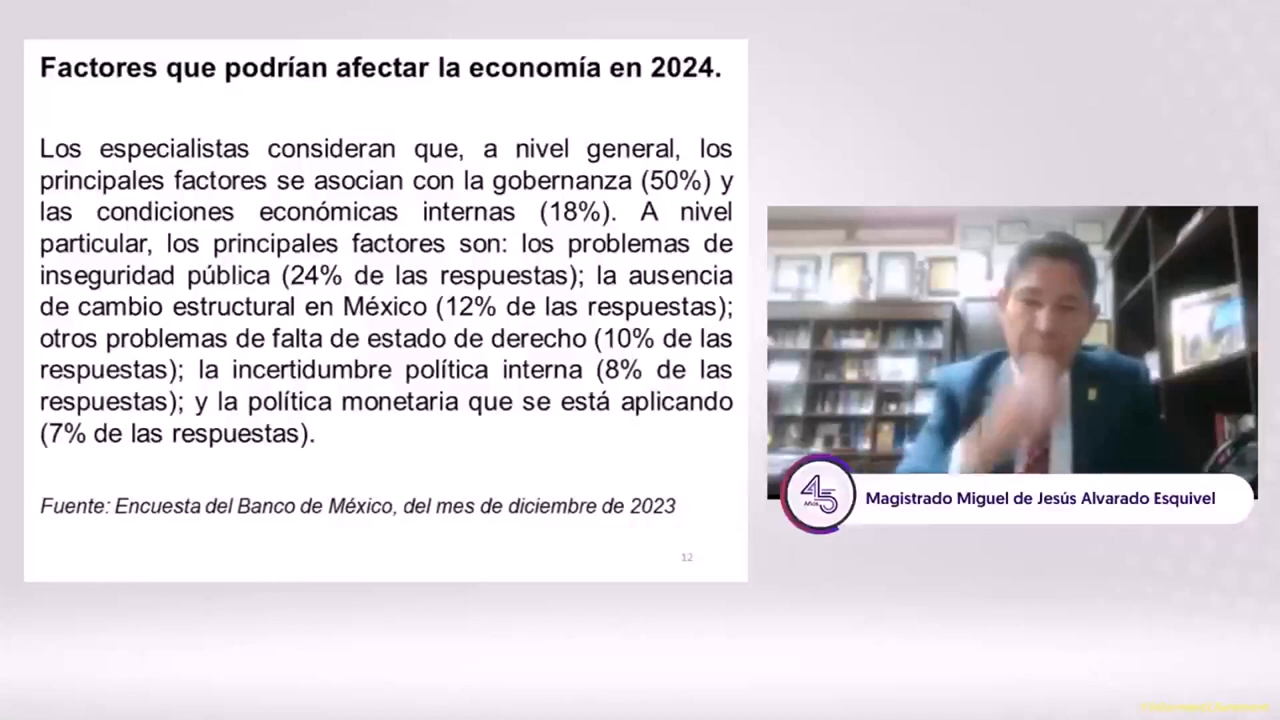 Factores que podrían afectar la economía en 2024.
Los especialistas consideran que, a nivel general, los
principales factores se asocian con la gobernanza (50%) y
las condiciones económicas internas (18%). A nivel
particular, los principales factores son: los problemas de
inseguridad pública (24% de las respuestas); la ausencia
de cambio estructural en México (12% de las respuestas);
otros problemas de falta de estado de derecho (10% de las
respuestas); la incertidumbre política interna (8% de las
respuestas); y la política monetaria que se está aplicando
(7% de las respuestas).
Fuente: Encuesta del Banco de México, del mes de diciembre de 2023
12
45
Años
Magistrado Miguel de Jesús Alvarado Esquivel